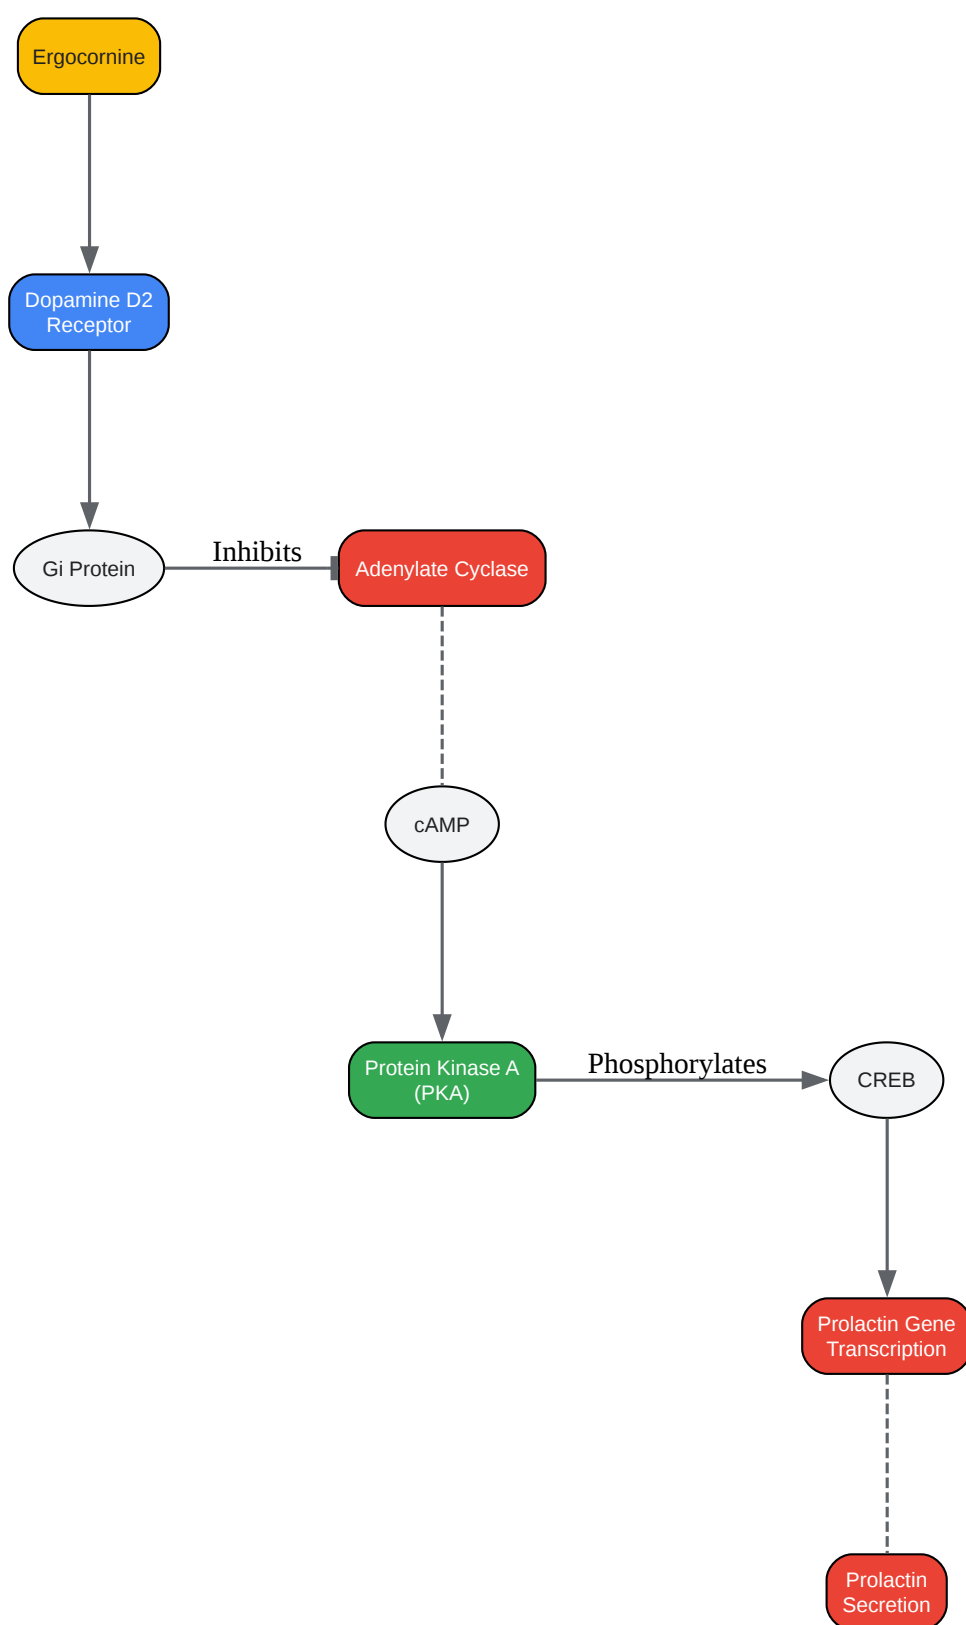 Ergocornine
Dopamine D2
Receptor
Gi Protein
Inhibits
Adenylate Cyclase
cAMP
Protein Kinase A
(PKA)
Phosphorylates
CREB
Prolactin Gene
Transcription
Prolactin
Secretion